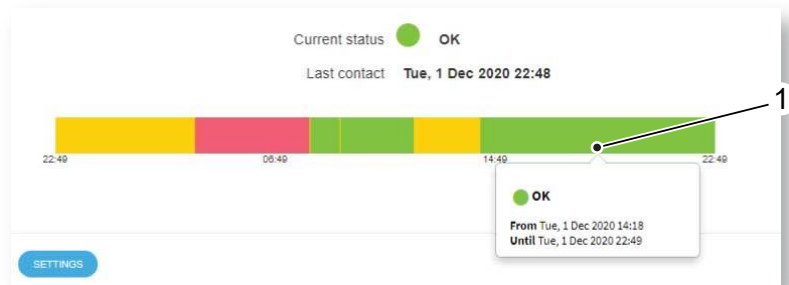 Current status OK
Last contact Tue, 1 Dec 2020 22:48
1
22:49 06:49 14:49 22:49
OK
From Tue, 1 Dec 2020 14:18
Until Tue, 1 Dec 2020 22:49
SETTINGS